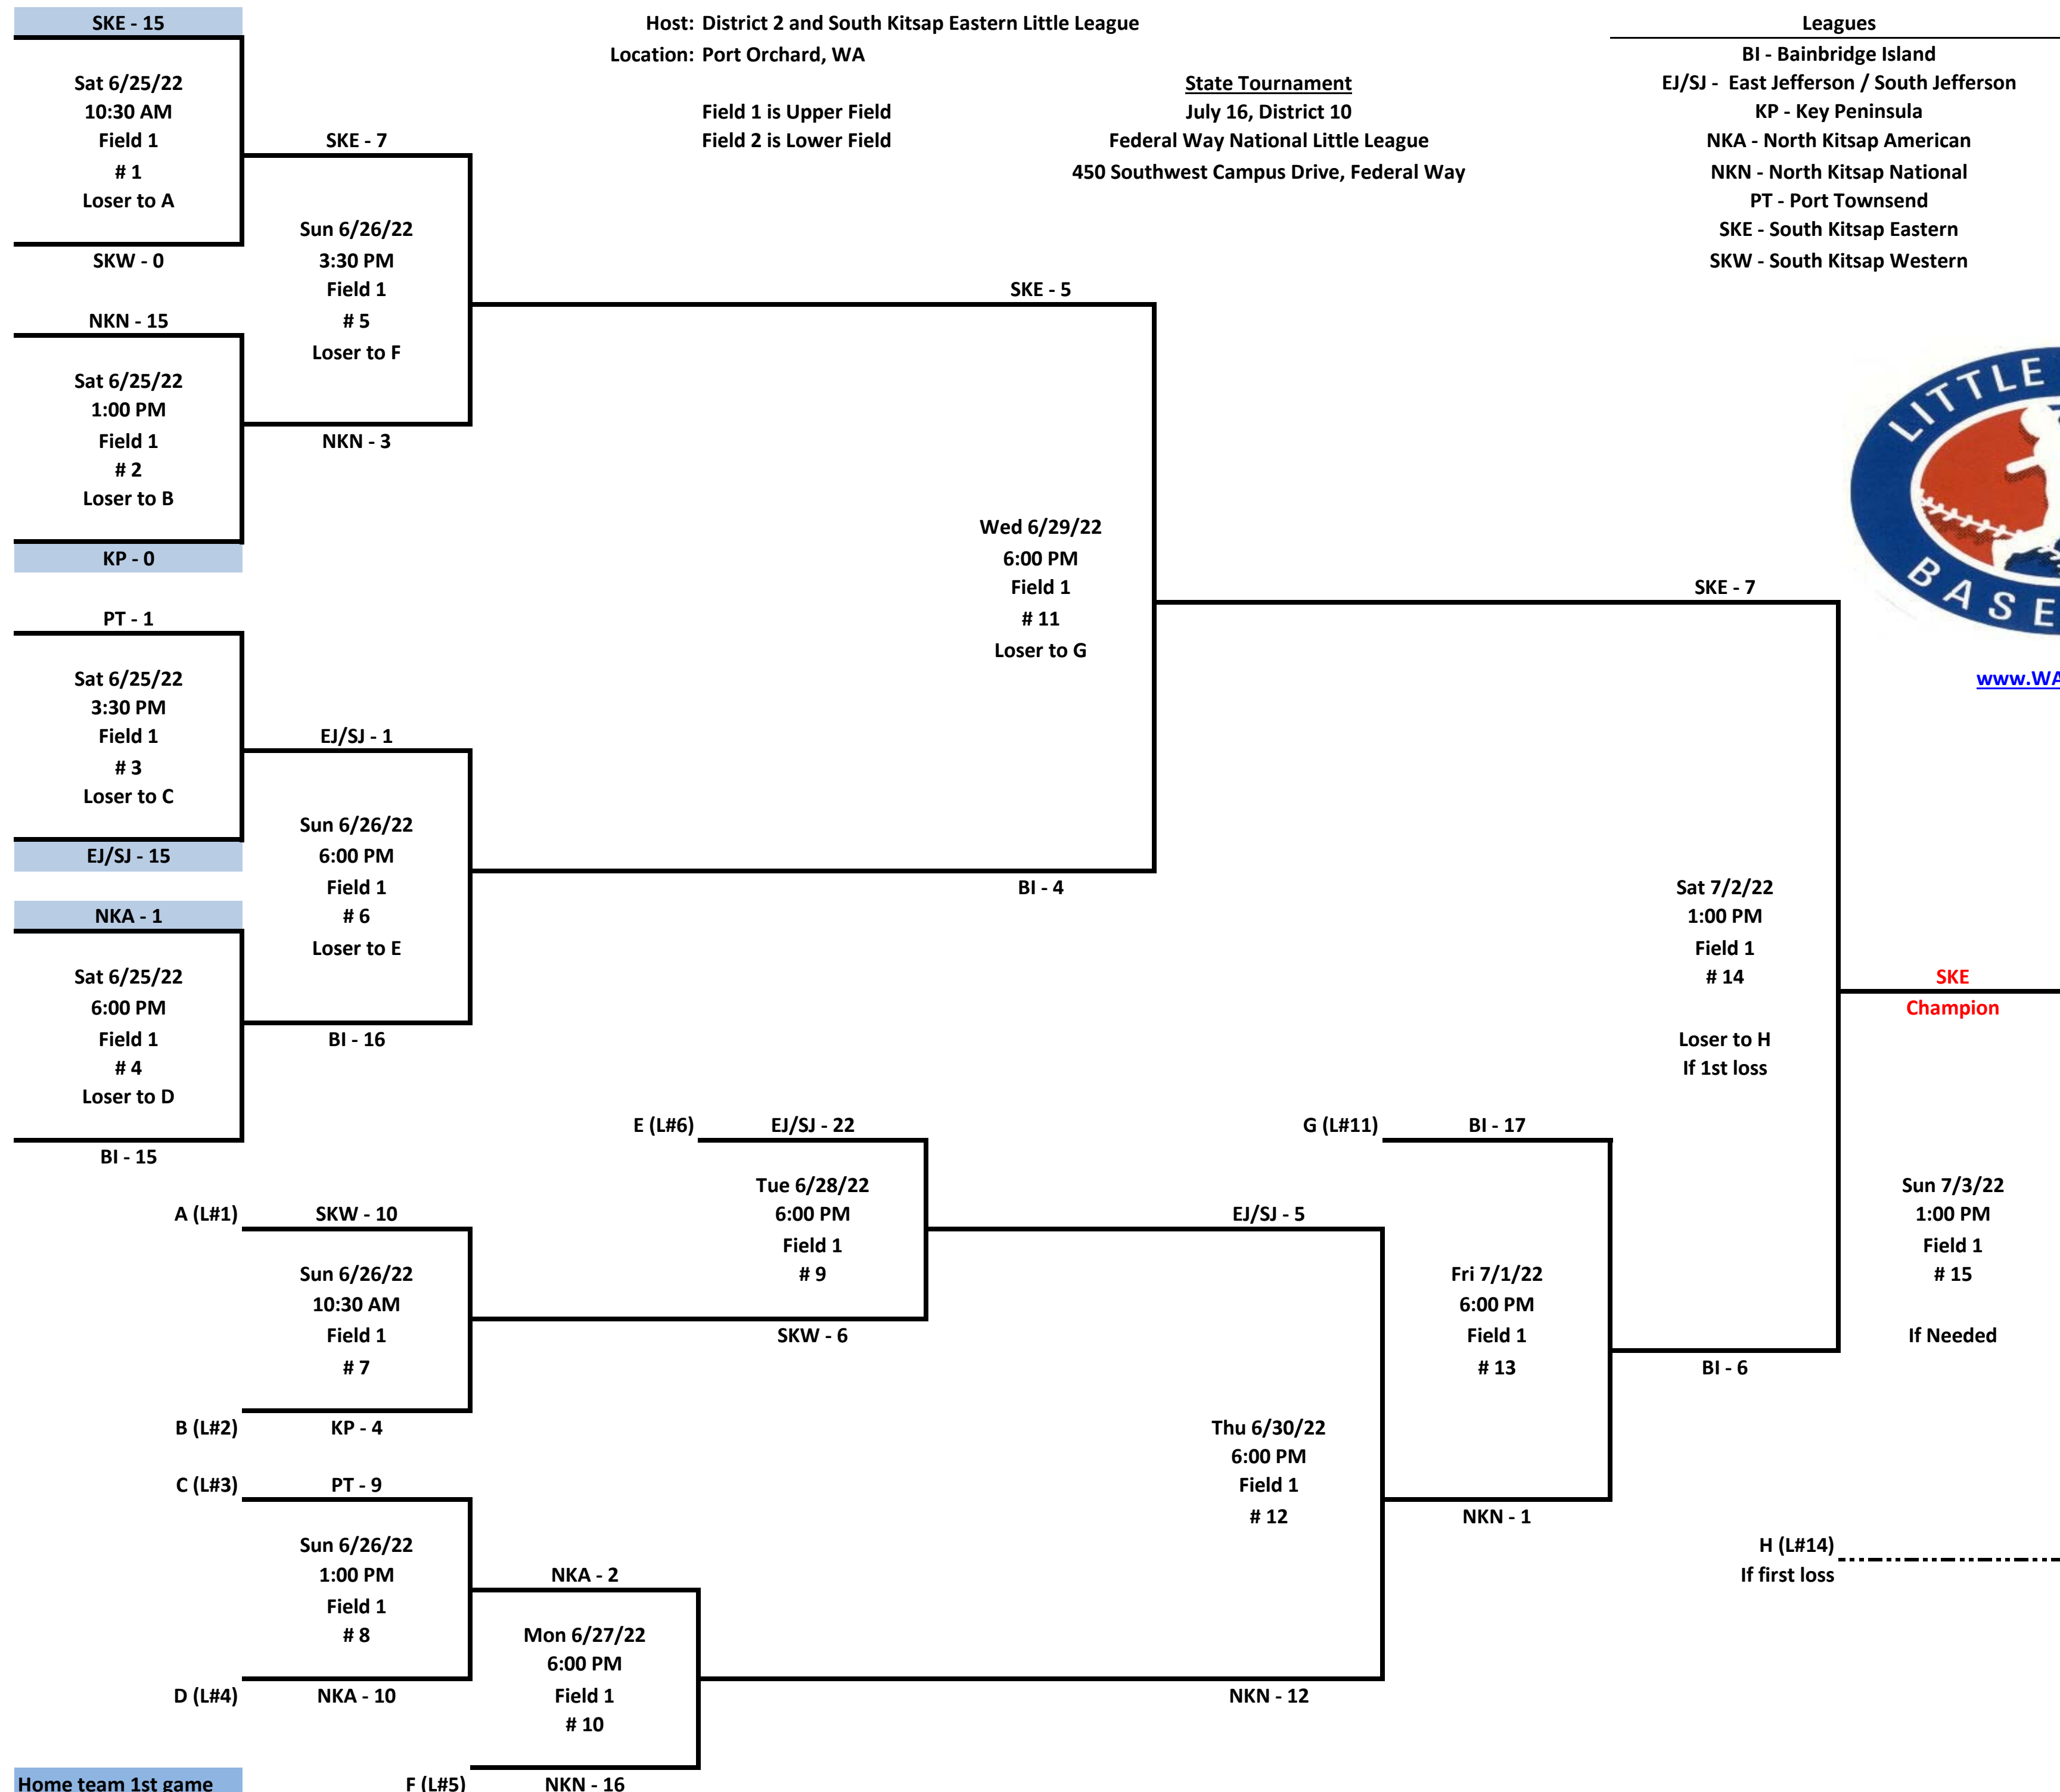 Host: District 2 and South Kitsap Eastern Little League
Location: Port Orchard, WA
Field 1 is Upper Field
Field 2 is Lower Field
State Tournament
July 16, District 10
Federal Way National Little League
450 Southwest Campus Drive, Federal Way
Leagues
BI - Bainbridge Island
EJ/SJ - East Jefferson / South Jefferson
KP - Key Peninsula
NKA - North Kitsap American
NKN - North Kitsap National
PT - Port Townsend
SKE - South Kitsap Eastern
SKW - South Kitsap Western
LITTLE
BASE
www.WA
SKE - 15
Sat 6/25/22
10:30 AM
Field 1
# 1
Loser to A
SKW - 0
NKN - 15
Sat 6/25/22
1:00 PM
Field 1
# 2
Loser to B
KP - 0
PT - 1
Sat 6/25/22
3:30 PM
Field 1
# 3
Loser to C
EJ/SJ - 15
NKA - 1
Sat 6/25/22
6:00 PM
Field 1
# 4
Loser to D
BI - 15
SKE - 7
Sun 6/26/22
3:30 PM
Field 1
# 5
Loser to F
NKN - 3
EJ/SJ - 1
Sun 6/26/22
6:00 PM
Field 1
# 6
Loser to E
BI - 16
SKE - 5
Wed 6/29/22
6:00 PM
Field 1
# 11
Loser to G
BI - 4
SKE - 7
Sat 7/2/22
1:00 PM
Field 1
# 14
Loser to H
If 1st loss
BI - 6
SKE
Champion
Sun 7/3/22
1:00 PM
Field 1
# 15
If Needed
H (L#14)
If first loss
A (L#1)
SKW - 10
Sun 6/26/22
10:30 AM
Field 1
# 7
B (L#2)
KP - 4
C (L#3)
PT - 9
Sun 6/26/22
1:00 PM
Field 1
# 8
D (L#4)
NKA - 10
E (L#6)
EJ/SJ - 22
Tue 6/28/22
6:00 PM
Field 1
# 9
SKW - 6
NKA - 2
Mon 6/27/22
6:00 PM
Field 1
# 10
F (L#5)
NKN - 16
EJ/SJ - 5
Thu 6/30/22
6:00 PM
Field 1
# 12
NKN - 12
G (L#11)
BI - 17
Fri 7/1/22
6:00 PM
Field 1
# 13
NKN - 1
Home team 1st game